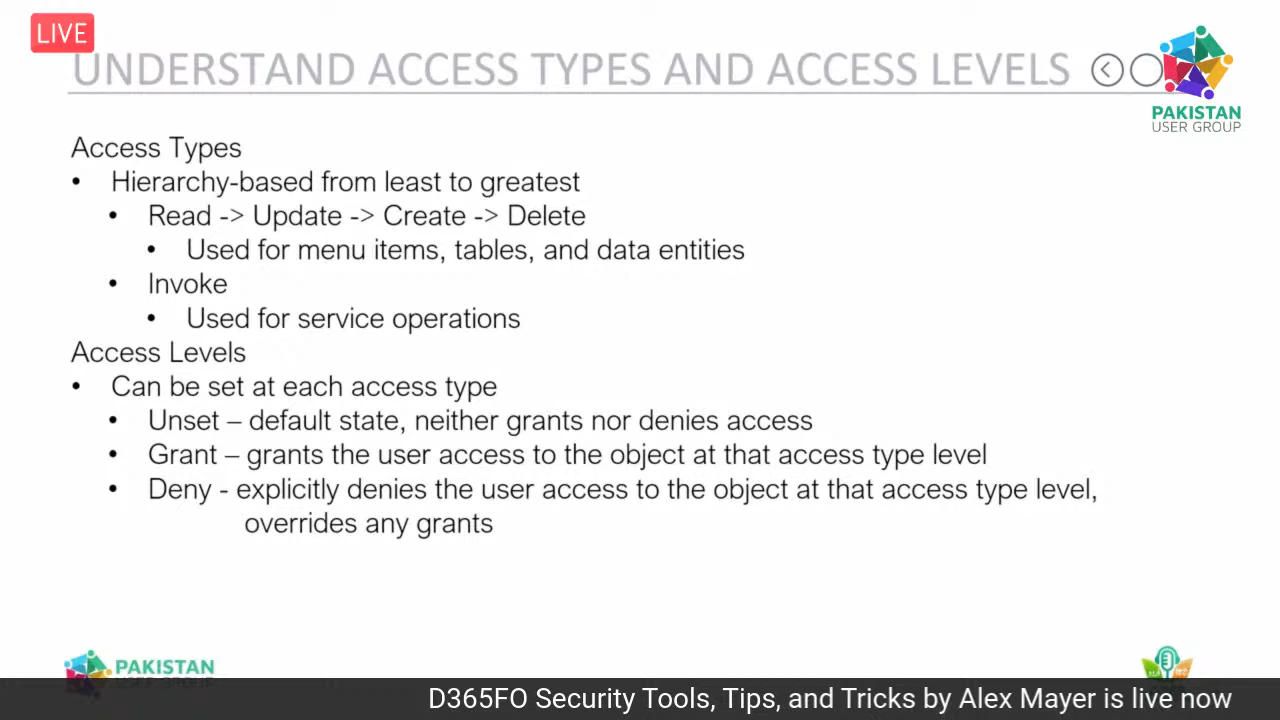 LIVE
UNDERSTAND ACCESS TYPES AND ACCESS LEVELS
PAKISTAN
USER GROUP
Access Types
• Hierarchy-based from least to greatest
• Read -> Update -> Create -> Delete
• Used for menu items, tables, and data entities
• Invoke
• Used for service operations
Access Levels
• Can be set at each access type
• Unset – default state, neither grants nor denies access
• Grant – grants the user access to the object at that access type level
• Deny - explicitly denies the user access to the object at that access type level,
overrides any grants
PAKISTAN
USER GROUP
D365FO Security Tools, Tips, and Tricks by Alex Mayer is live now